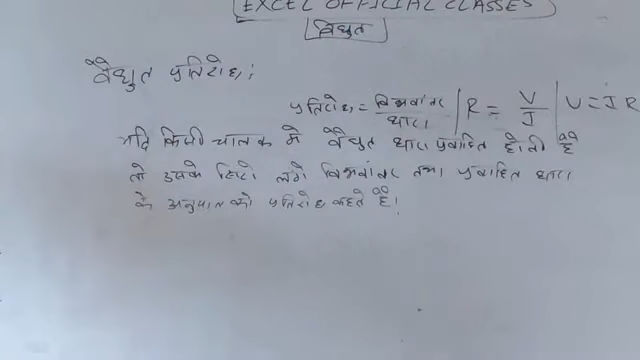 EXCEL OFFICIAL CLASSES
विद्युत
वैद्युत प्रतिरोध :
प्रतिरोध = विभवांतर / धारा | R = V / I | V = I R
यदि किसी चालक में वैद्युत धारा प्रवाहित होती है
तो उसके सिरो लगे विभवांतर तथा प्रवाहित धारा
के अनुपात को प्रतिरोध कहते है।